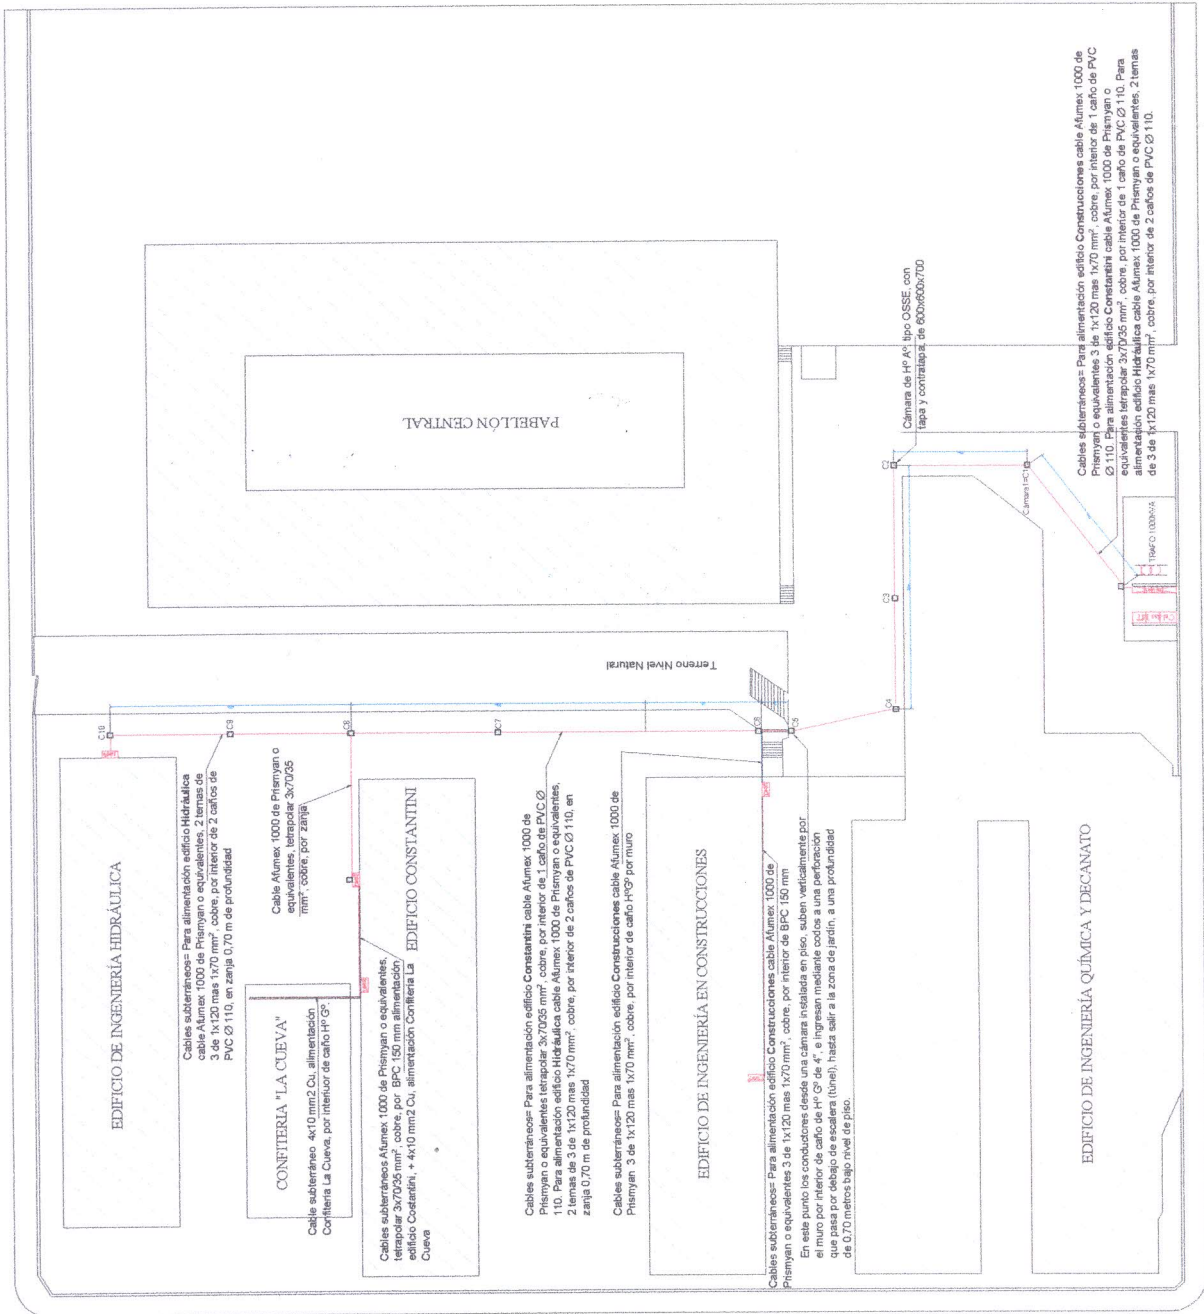 EDIFICIO DE INGENIERÍA HIDRÁULICA
Cables subterráneos= Para alimentación edificio Hidráulica
cable Afumex 1000 de Prismyan o equivalentes, 2 ternas de
3 de 1x120 mas 1x70 mm², cobre, por interior de 2 caños de
PVC Ø 110, en zanja 0,70 m de profundidad
C10
C9
C8
C7
C6
C5
CONFITERIA "LA CUEVA"
Cable subterráneo 4x10 mm2 Cu, alimentación
Confitería La Cueva, por interiuor de caño HºGº
Cable Afumex 1000 de Prismyan o
equivalentes, tetrapolar 3x70/35
mm², cobre, por zanja
Cables subterráneos Afumex 1000 de Prismyan o equivalentes,
tetrapolar 3x70/35 mm², cobre, por BPC 150 mm alimentación
edificio Costantini, + 4x10 mm2 Cu, alimentación Confitería La
Cueva
EDIFICIO CONSTANTINI
Cables subterráneos= Para alimentación edificio Constantini cable Afumex 1000 de
Prismyan o equivalentes tetrapolar 3x70/35 mm², cobre, por interior de 1 caño de PVC Ø
110. Para alimentación edificio Hidráulica cable Afumex 1000 de Prismyan o equivalentes,
2 ternas de 3 de 1x120 mas 1x70 mm², cobre, por interior de 2 caños de PVC Ø 110, en
zanja 0,70 m de profundidad
Cables subterráneos= Para alimentación edificio Construcciones cable Afumex 1000 de
Prismyan 3 de 1x120 mas 1x70 mm², cobre, por interior de caño HºGº por muro
EDIFICIO DE INGENIERÍA EN CONSTRUCCIONES
Cables subterráneos= Para alimentación edificio Construcciones cable Afumex 1000 de
Prismyan o equivalentes 3 de 1x120 mas 1x70 mm², cobre, por interior de BPC 150 mm
En este punto los conductores desde una cámara instalada en piso, suben verticalmente por
el muro por interior de caño de Hº Gº de 4", e ingresan mediante codos a una perforación
que pasa por debajo de escalera (túnel), hasta salir a la zona de jardín, a una profundidad
de 0,70 metros bajo nivel de piso.
EDIFICIO DE INGENIERÍA QUÍMICA Y DECANATO
Terreno Nivel Natural
PABELLÓN CENTRAL
C4
C3
C2
Cámara de Hº Aº, tipo OSSE, con
tapa y contratapa, de 600x600x700
Cámara1=C1
TRAFO 1000kVA
Cables subterráneos= Para alimentación edificio Construcciones cable Afumex 1000 de
Prismyan o equivalentes 3 de 1x120 mas 1x70 mm², cobre, por interior de 1 caño de PVC
Ø 110. Para alimentación edificio Constantini cable Afumex 1000 de Prismyan o
equivalentes tetrapolar 3x70/35 mm², cobre, por interior de 1 caño de PVC Ø 110. Para
alimentación edificio Hidráulica cable Afumex 1000 de Prismyan o equivalentes, 2 ternas
de 3 de 1x120 mas 1x70 mm², cobre, por interior de 2 caños de PVC Ø 110.